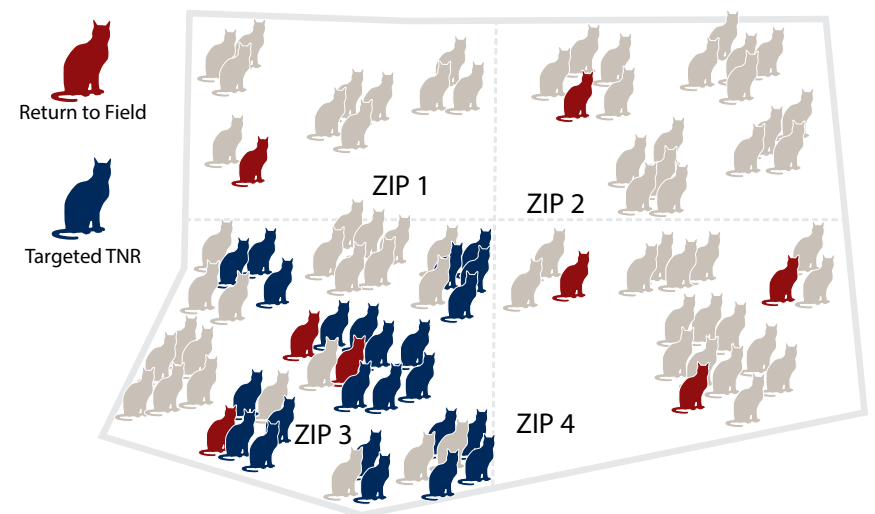 Return to Field
Targeted TNR
ZIP 1
ZIP 2
ZIP 3
ZIP 4